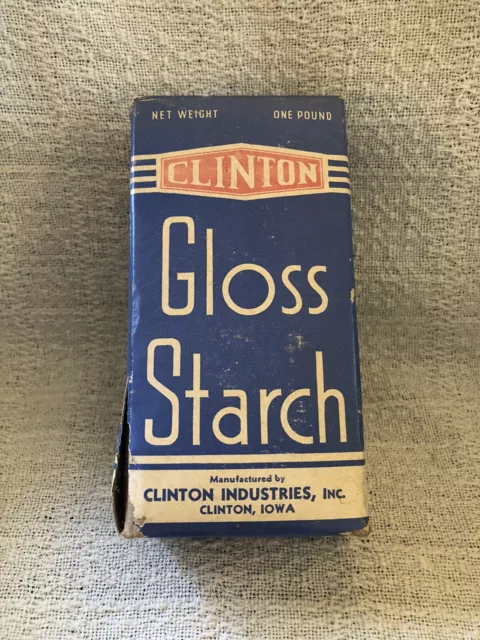 NET WEIGHT ONE POUND
CLINTON
Gloss
Starch
Manufactured by
CLINTON INDUSTRIES, INC.
CLINTON, IOWA